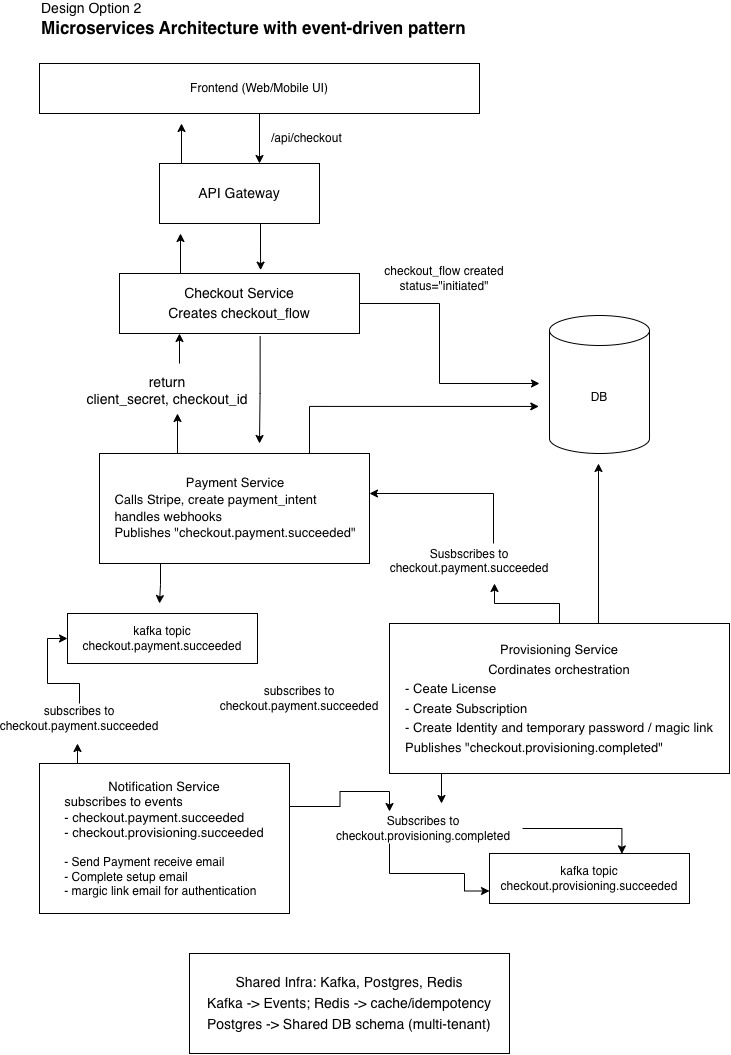 Design Option 2
Microservices Architecture with event-driven pattern
Frontend (Web/Mobile UI)
/api/checkout
API Gateway
checkout_flow created
status="initiated"
Checkout Service
Creates checkout_flow
DB
return
client_secret, checkout_id
Payment Service
Calls Stripe, create payment_intent
handles webhooks
Publishes "checkout.payment.succeeded"
Susbscribes to
checkout.payment.succeeded
kafka topic
checkout.payment.succeeded
Provisioning Service
Cordinates orchestration
- Ceate License
- Create Subscription
- Create Identity and temporary password / magic link
Publishes "checkout.provisioning.completed"
subscribes to
checkout.payment.succeeded
subscribes to
checkout.payment.succeeded
Notification Service
subscribes to events
- checkout.payment.succeeded
- checkout.provisioning.succeeded
- Send Payment receive email
- Complete setup email
- margic link email for authentication
Subscribes to
checkout.provisioning.completed
kafka topic
checkout.provisioning.succeeded
Shared Infra: Kafka, Postgres, Redis
Kafka -> Events; Redis -> cache/idempotency
Postgres -> Shared DB schema (multi-tenant)